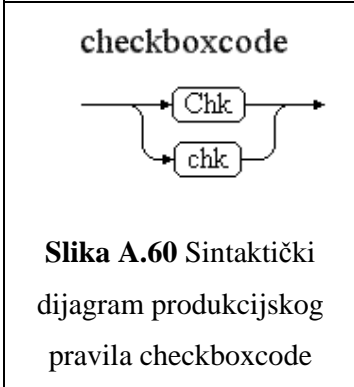 checkboxcode
Chk
chk
Slika A.60 Sintaktički
dijagram produkcijskog
pravila checkboxcode